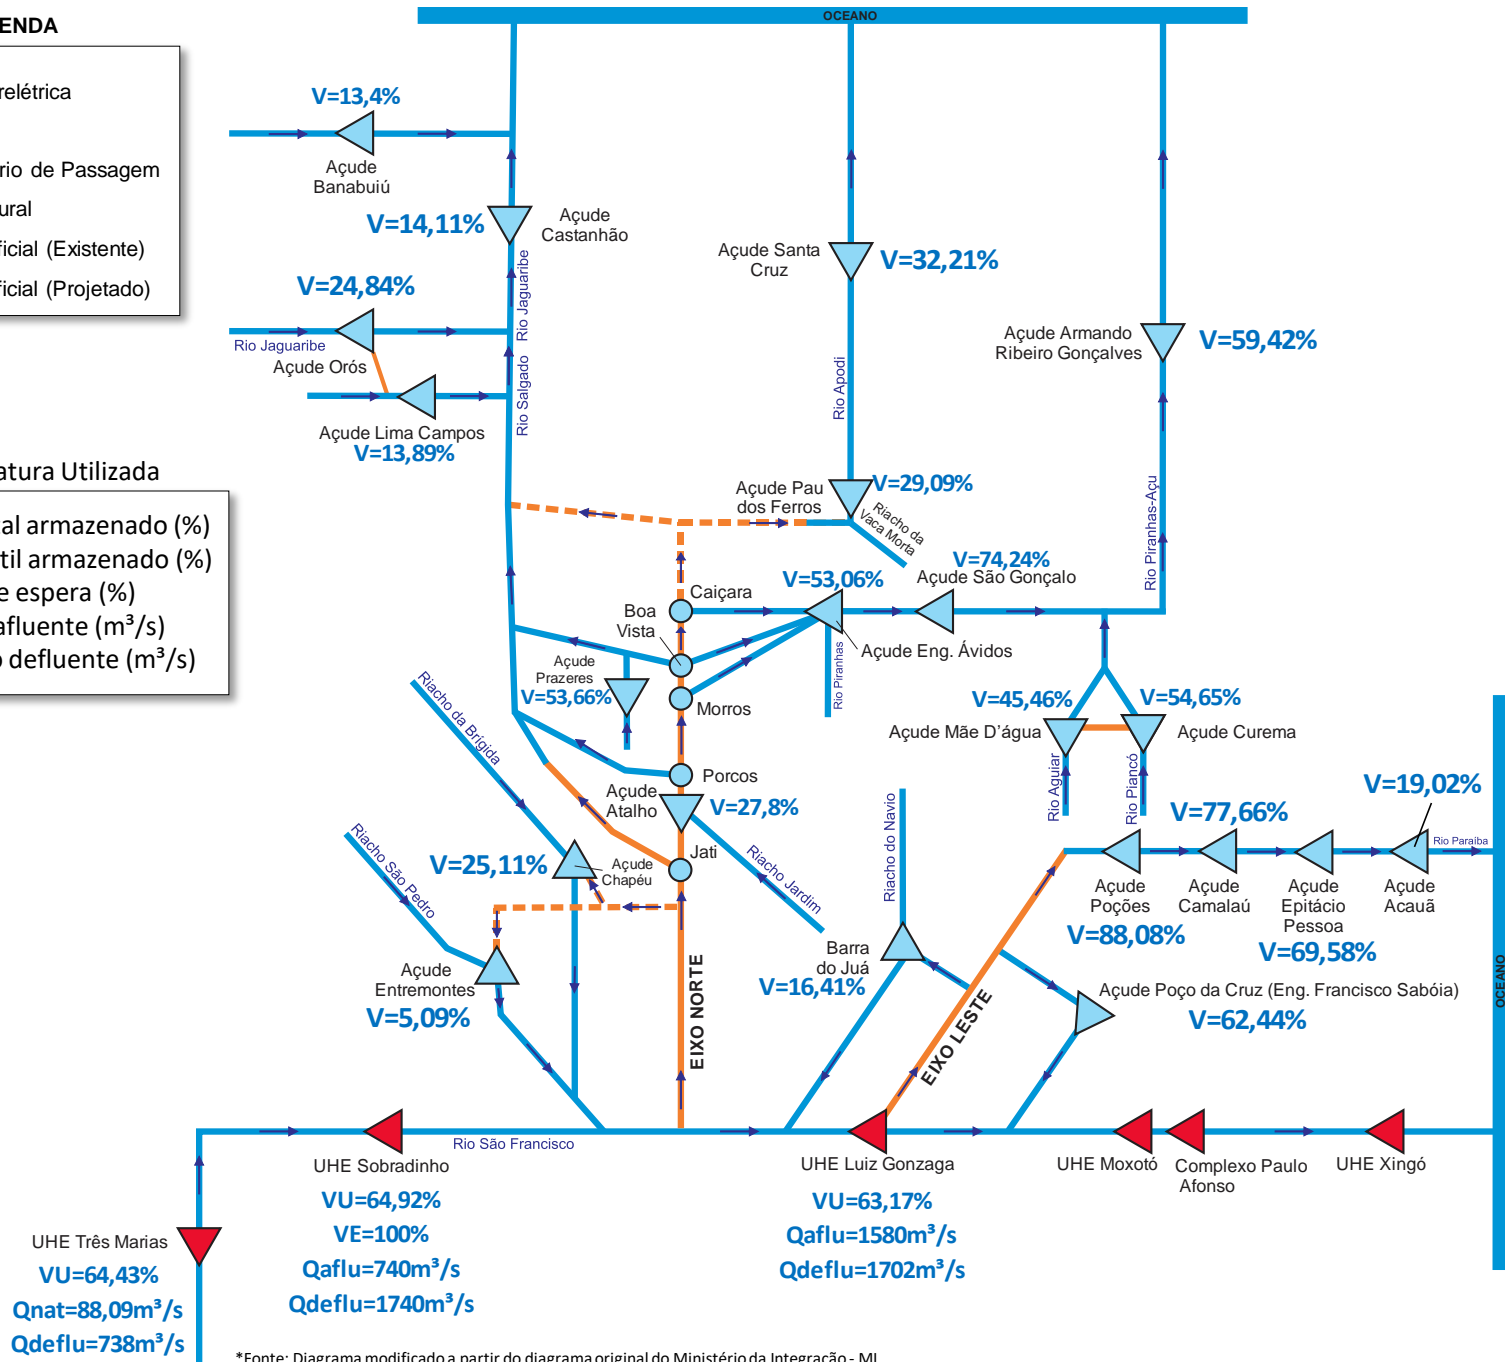 OCEANO
ENDA
relétrica
rio de Passagem
ural
ficial (Existente)
ficial (Projetado)
V=13,4%
Açude
Banabuiú
V=14,11%
Açude
Castanhão
Açude Santa
Cruz
V=32,21%
V=24,84%
Rio Jaguaribe
Rio Jaguaribe
Açude Orós
Açude Armando
Ribeiro Gonçalves
V=59,42%
Rio Salgado
Rio Apodi
Açude Lima Campos
V=13,89%
atura Utilizada
tal armazenado (%)
til armazenado (%)
e espera (%)
afluente (m³/s)
o defluente (m³/s)
Açude Pau
dos Ferros
V=29,09%
Riacho da
Vaca Morta
Rio Piranhas-Açu
V=74,24%
Açude São Gonçalo
V=53,06%
Caiçara
Boa
Vista
Açude Eng. Ávidos
Rio Piranhas
Açude
Prazeres
V=53,66%
Morros
Riacho da Brígida
V=45,46%
Açude Mãe D'água
V=54,65%
Açude Curema
Rio Aguiar
Rio Piancó
Porcos
Açude
Atalho
V=27,8%
Riacho do Navio
V=19,02%
V=77,66%
Rio Paraíba
Riacho São Pedro
V=25,11%
Açude
Chapéu
Jati
Riacho Jardim
Açude
Poções
V=88,08%
Açude
Camalaú
Açude
Epitácio
Pessoa
V=69,58%
Açude
Acauã
Açude
Entremontes
V=5,09%
EIXO NORTE
Barra
do Juá
V=16,41%
EIXO LESTE
Açude Poço da Cruz (Eng. Francisco Sabóia)
V=62,44%
OCEANO
Rio São Francisco
UHE Sobradinho
VU=64,92%
VE=100%
Qaflu=740m³/s
Qdeflu=1740m³/s
UHE Luiz Gonzaga
VU=63,17%
Qaflu=1580m³/s
Qdeflu=1702m³/s
UHE Moxotó
Complexo Paulo
Afonso
UHE Xingó
UHE Três Marias
VU=64,43%
Qnat=88,09m³/s
Qdeflu=738m³/s
*Fonte: Diagrama modificado a partir do diagrama original do Ministério da Integração - MI